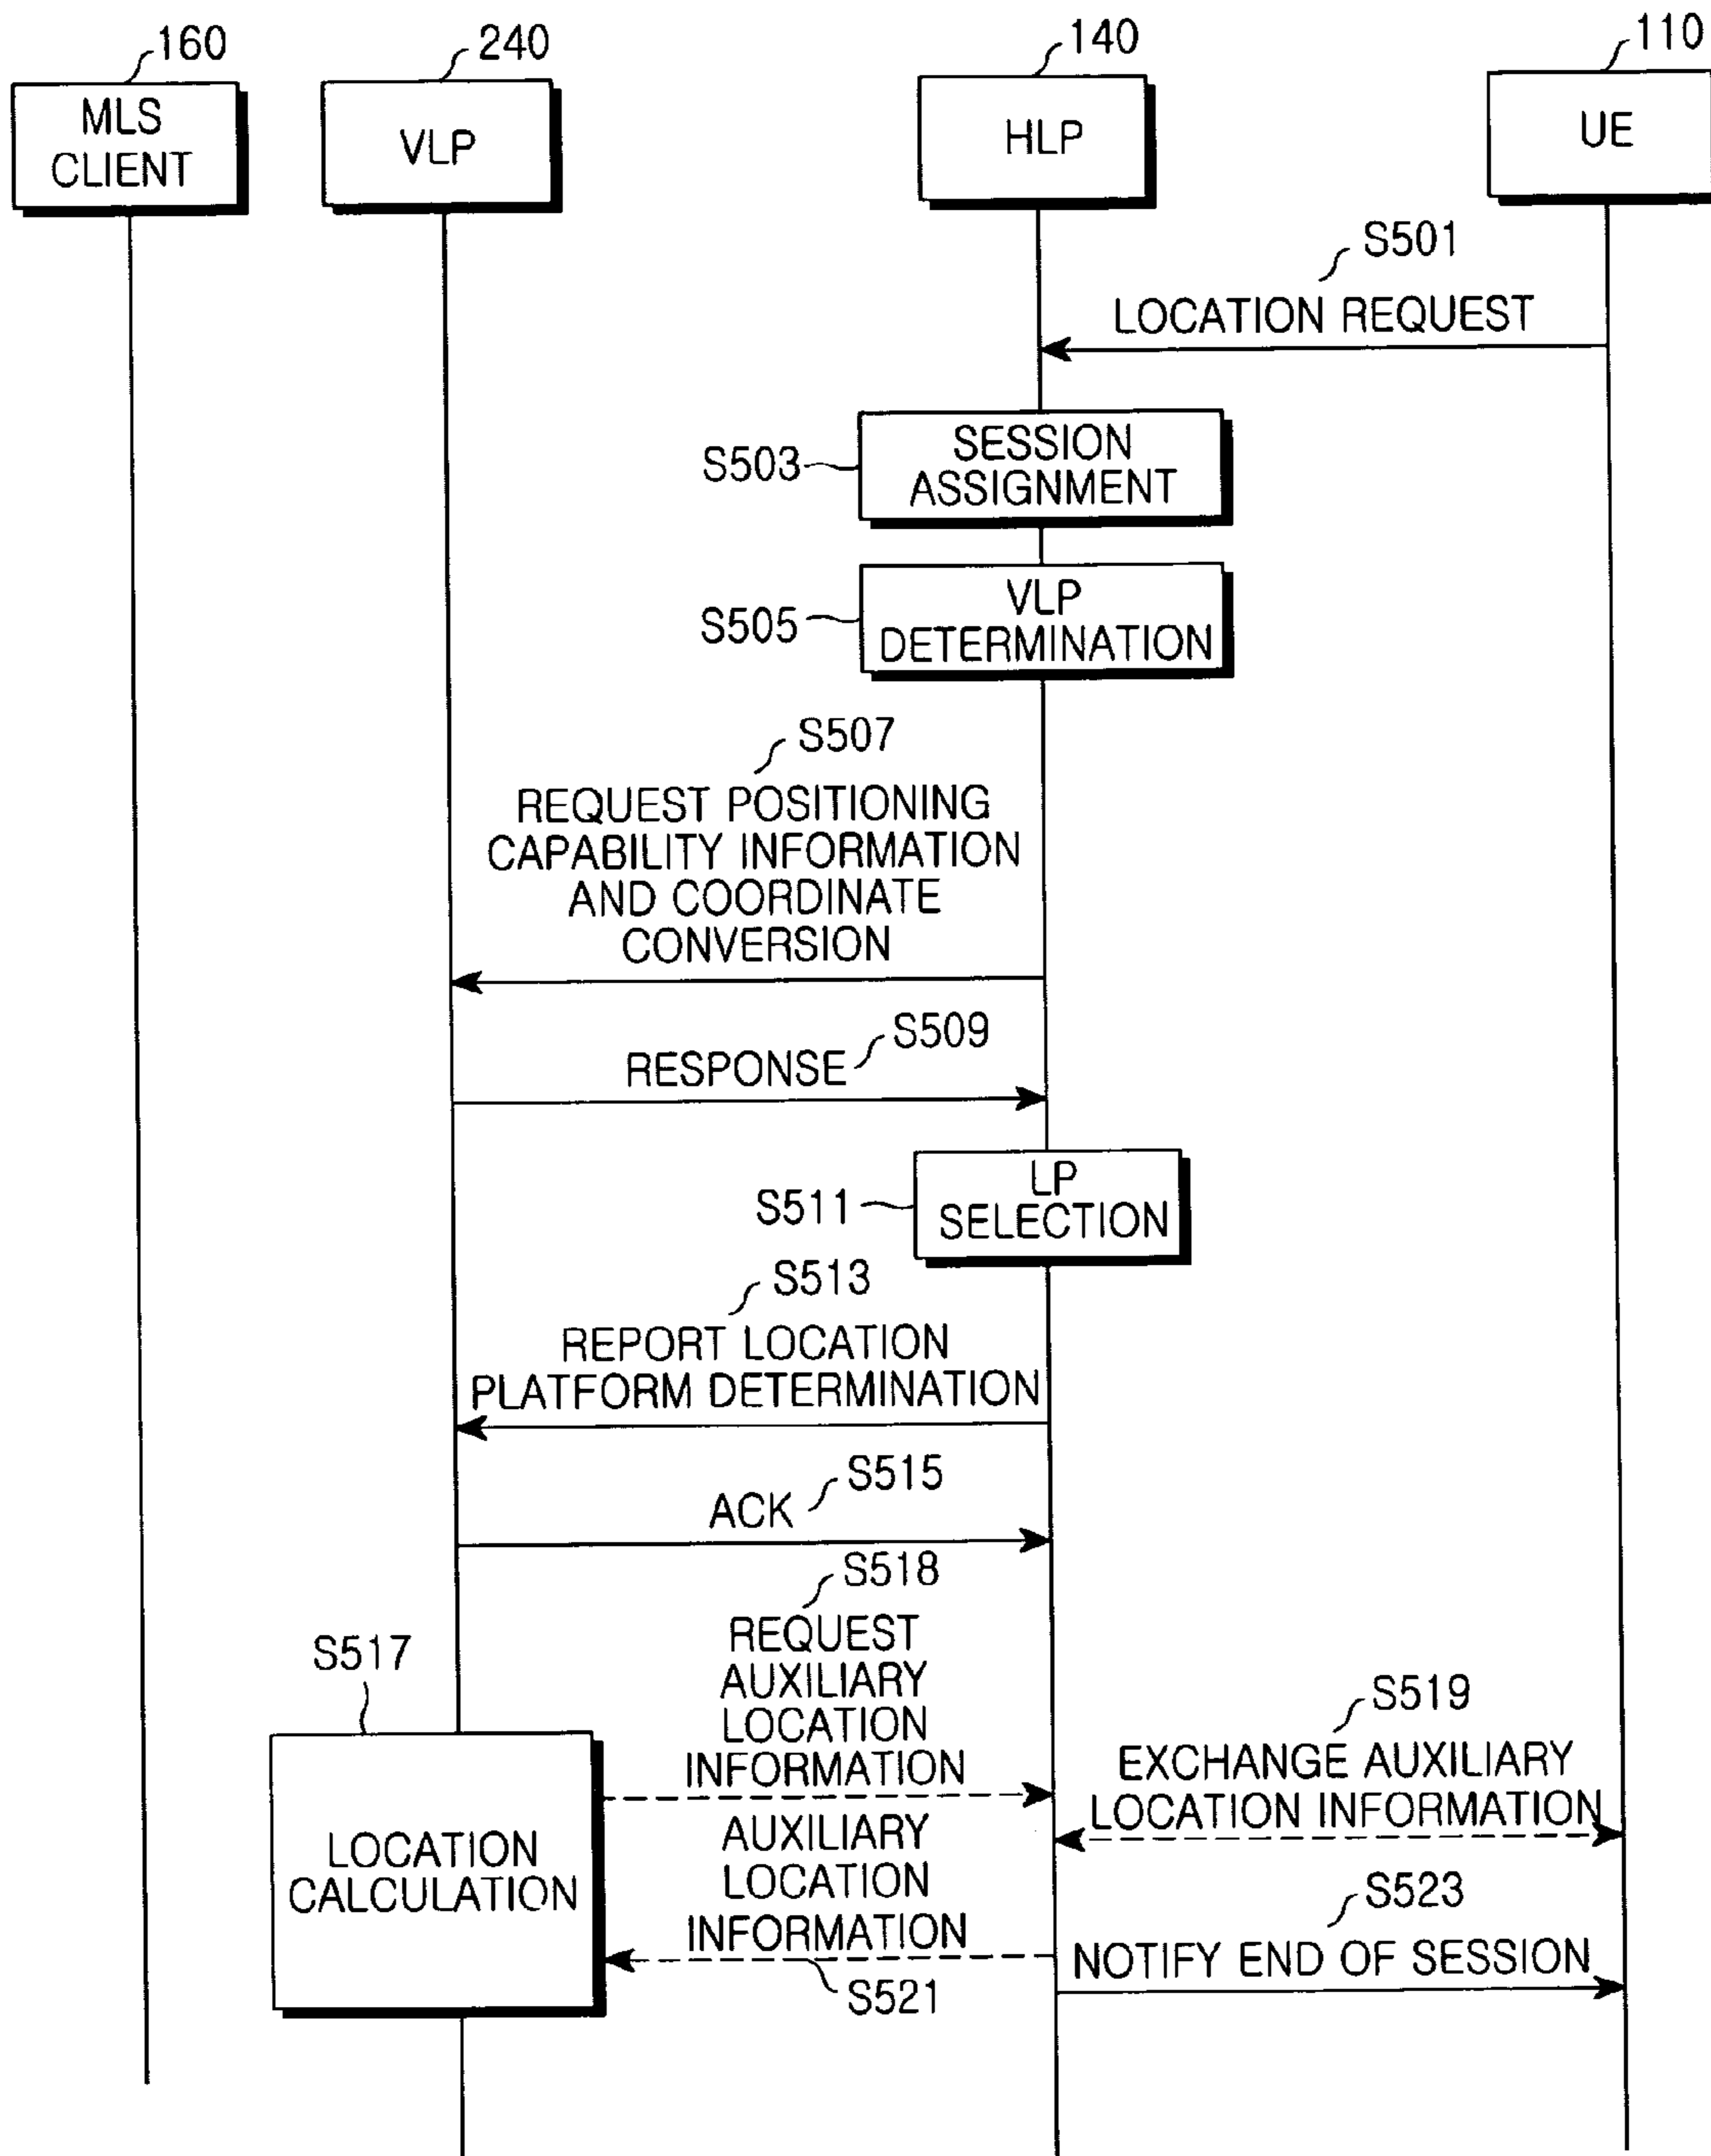 160
240
140
110
MLS
CLIENT
VLP
HLP
UE
S501
LOCATION REQUEST
S503
SESSION
ASSIGNMENT
S505
VLP
DETERMINATION
S507
REQUEST POSITIONING
CAPABILITY INFORMATION
AND COORDINATE
CONVERSION
S509
RESPONSE
S511
LP
SELECTION
S513
REPORT LOCATION
PLATFORM DETERMINATION
S515
ACK
S518
REQUEST
AUXILIARY
LOCATION
INFORMATION
S517
LOCATION
CALCULATION
S519
EXCHANGE AUXILIARY
LOCATION INFORMATION
AUXILIARY
LOCATION
INFORMATION
S521
S523
NOTIFY END OF SESSION